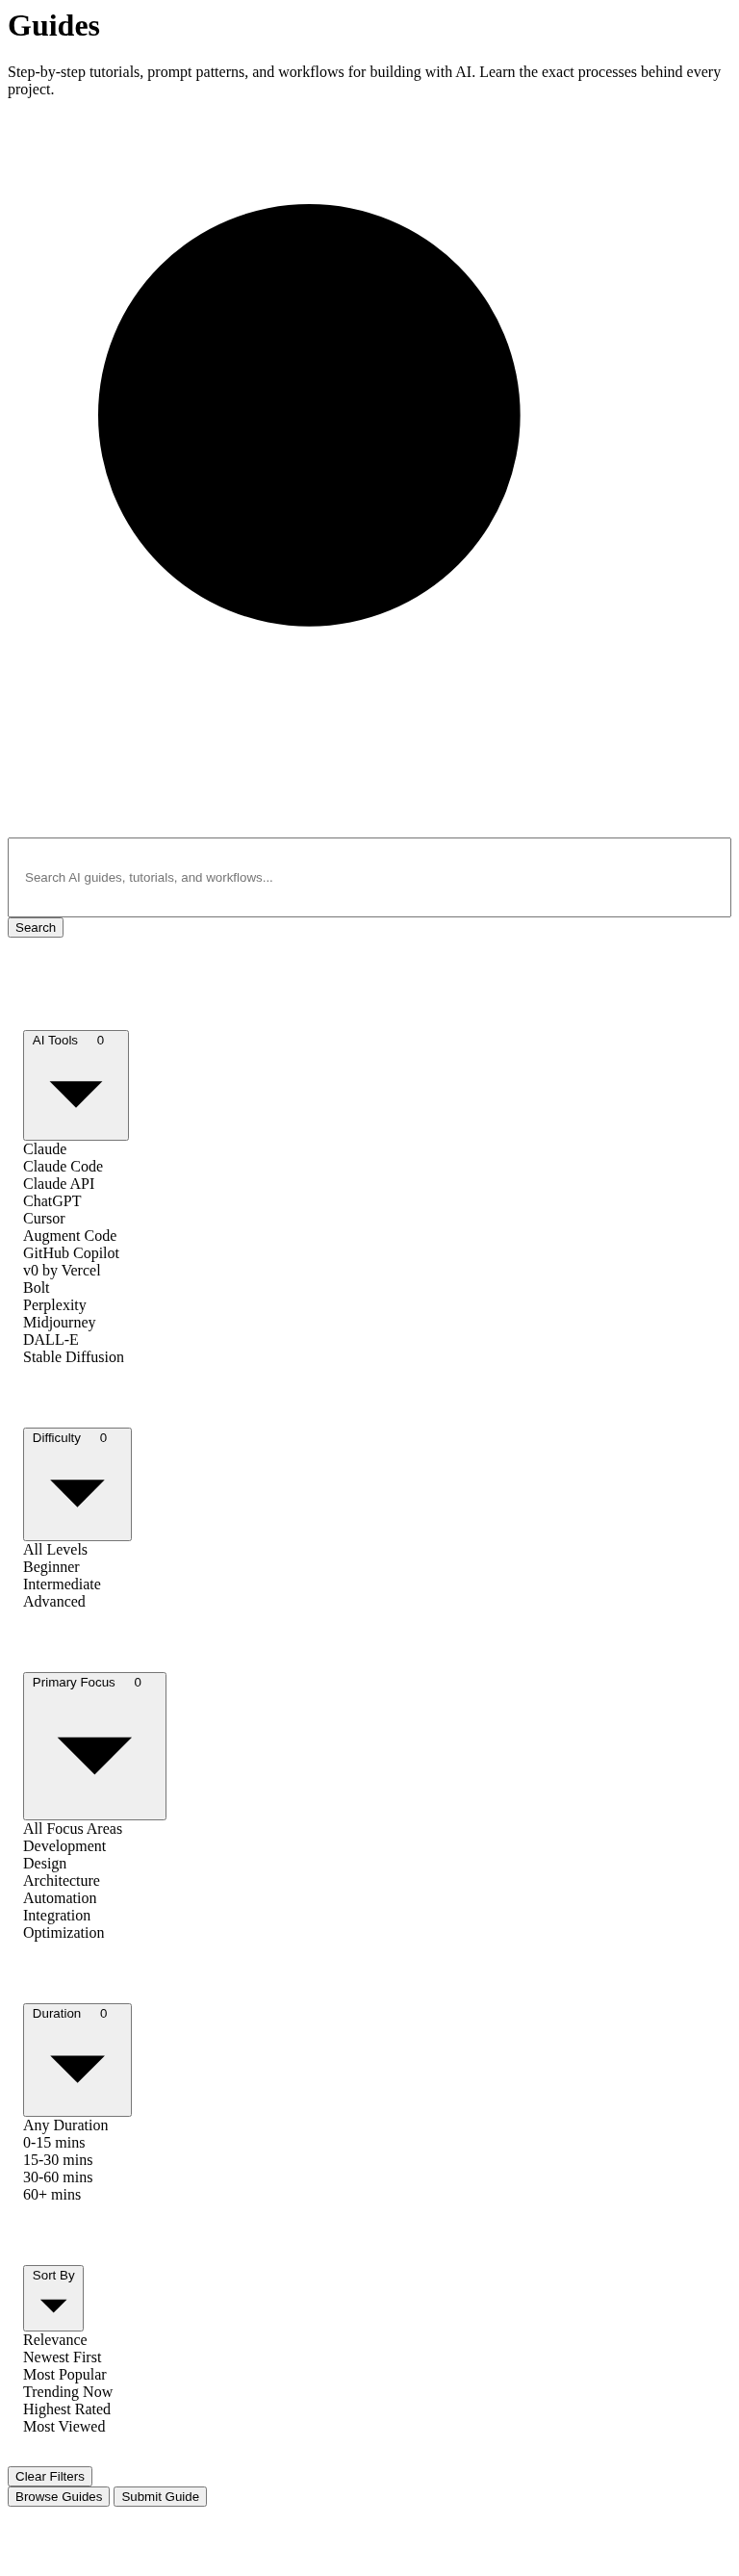 Guides
Step-by-step tutorials, prompt patterns, and workflows for building with AI. Learn the exact processes behind every
project.
Search AI guides, tutorials, and workflows...
Search
AI Tools 0
Claude
Claude Code
Claude API
ChatGPT
Cursor
Augment Code
GitHub Copilot
v0 by Vercel
Bolt
Perplexity
Midjourney
DALL-E
Stable Diffusion
Difficulty 0
All Levels
Beginner
Intermediate
Advanced
Primary Focus 0
All Focus Areas
Development
Design
Architecture
Automation
Integration
Optimization
Duration 0
Any Duration
0-15 mins
15-30 mins
30-60 mins
60+ mins
Sort By
Relevance
Newest First
Most Popular
Trending Now
Highest Rated
Most Viewed
Clear Filters
Browse Guides Submit Guide